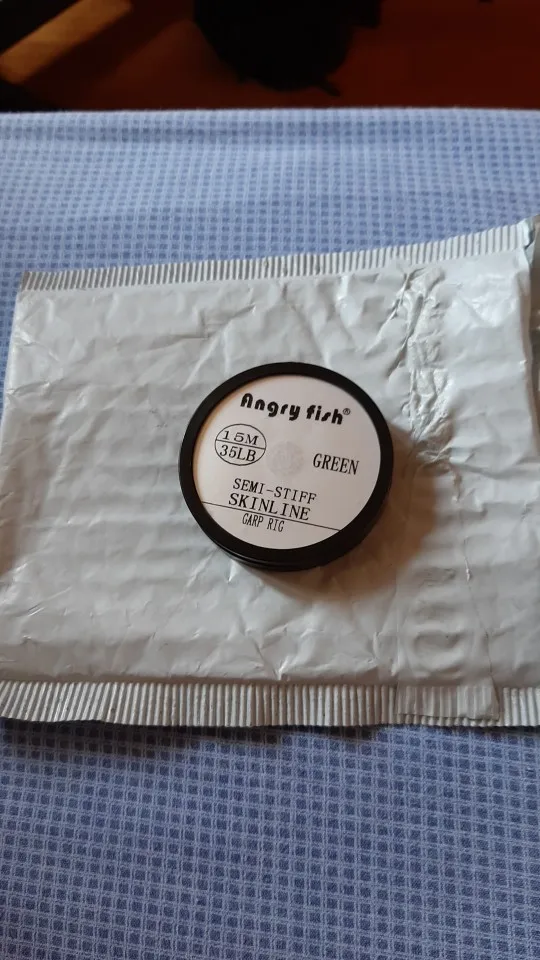 Angry fish®
15M
35LB
GREEN
SEMI-STIFF
SKINLINE
GARP RIG